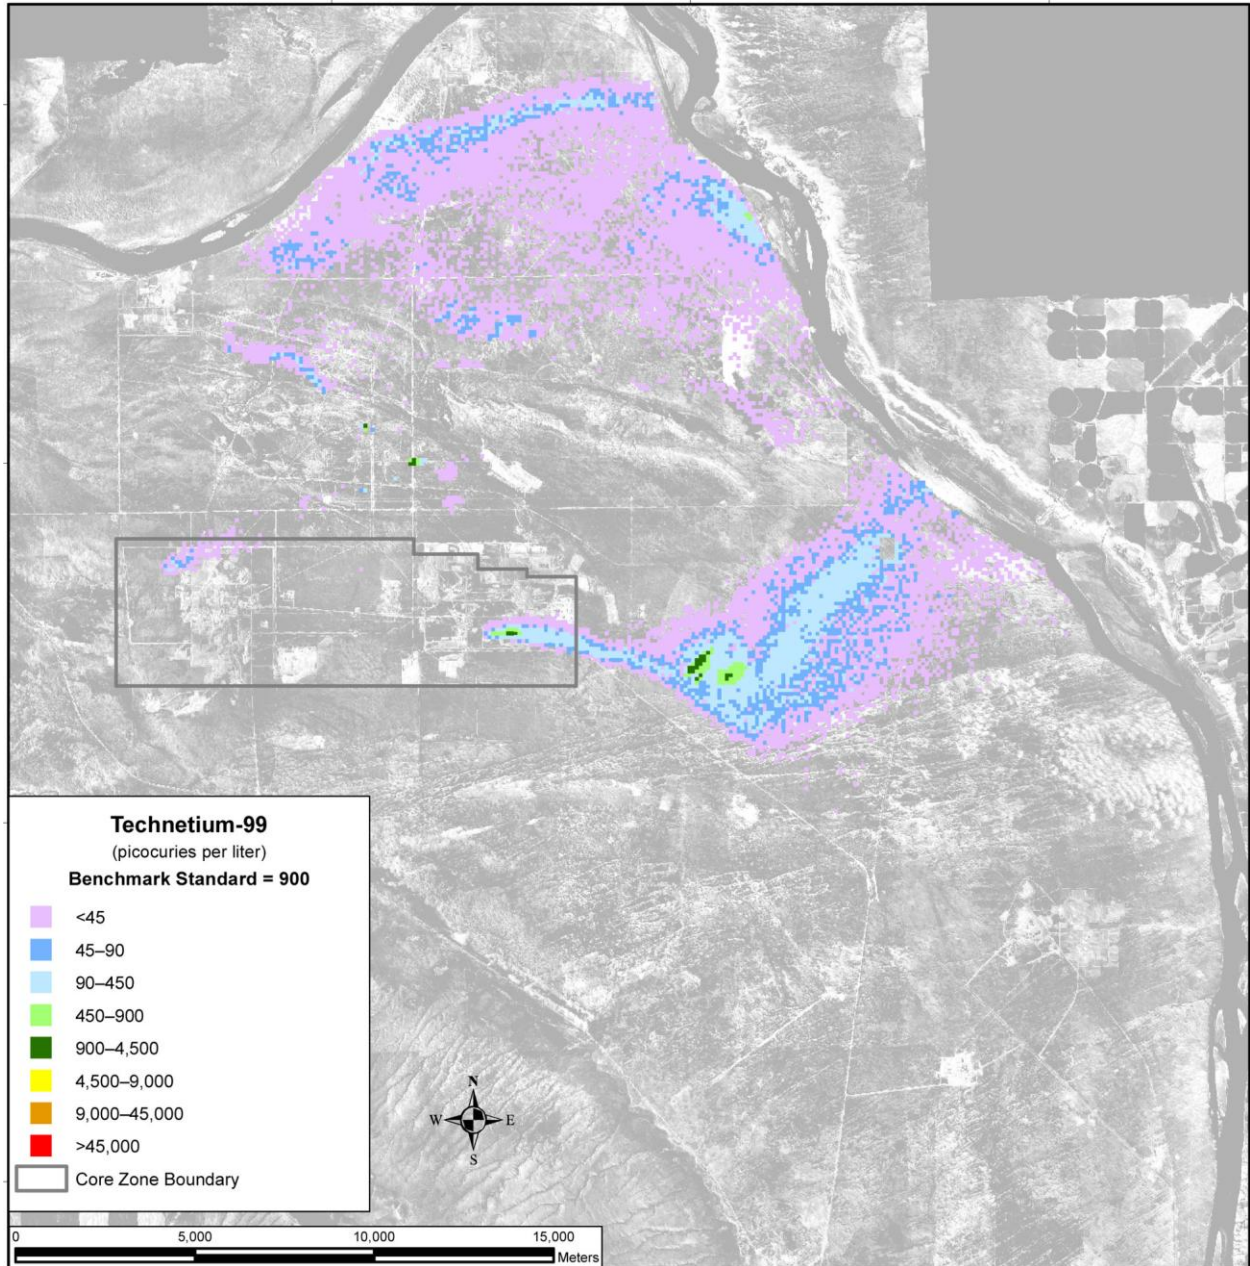 Technetium-99
(picocuries per liter)
Benchmark Standard = 900
<45
45–90
90–450
450–900
900–4,500
4,500–9,000
9,000–45,000
>45,000
Core Zone Boundary
N
W E
S
0 5,000 10,000 15,000
Meters